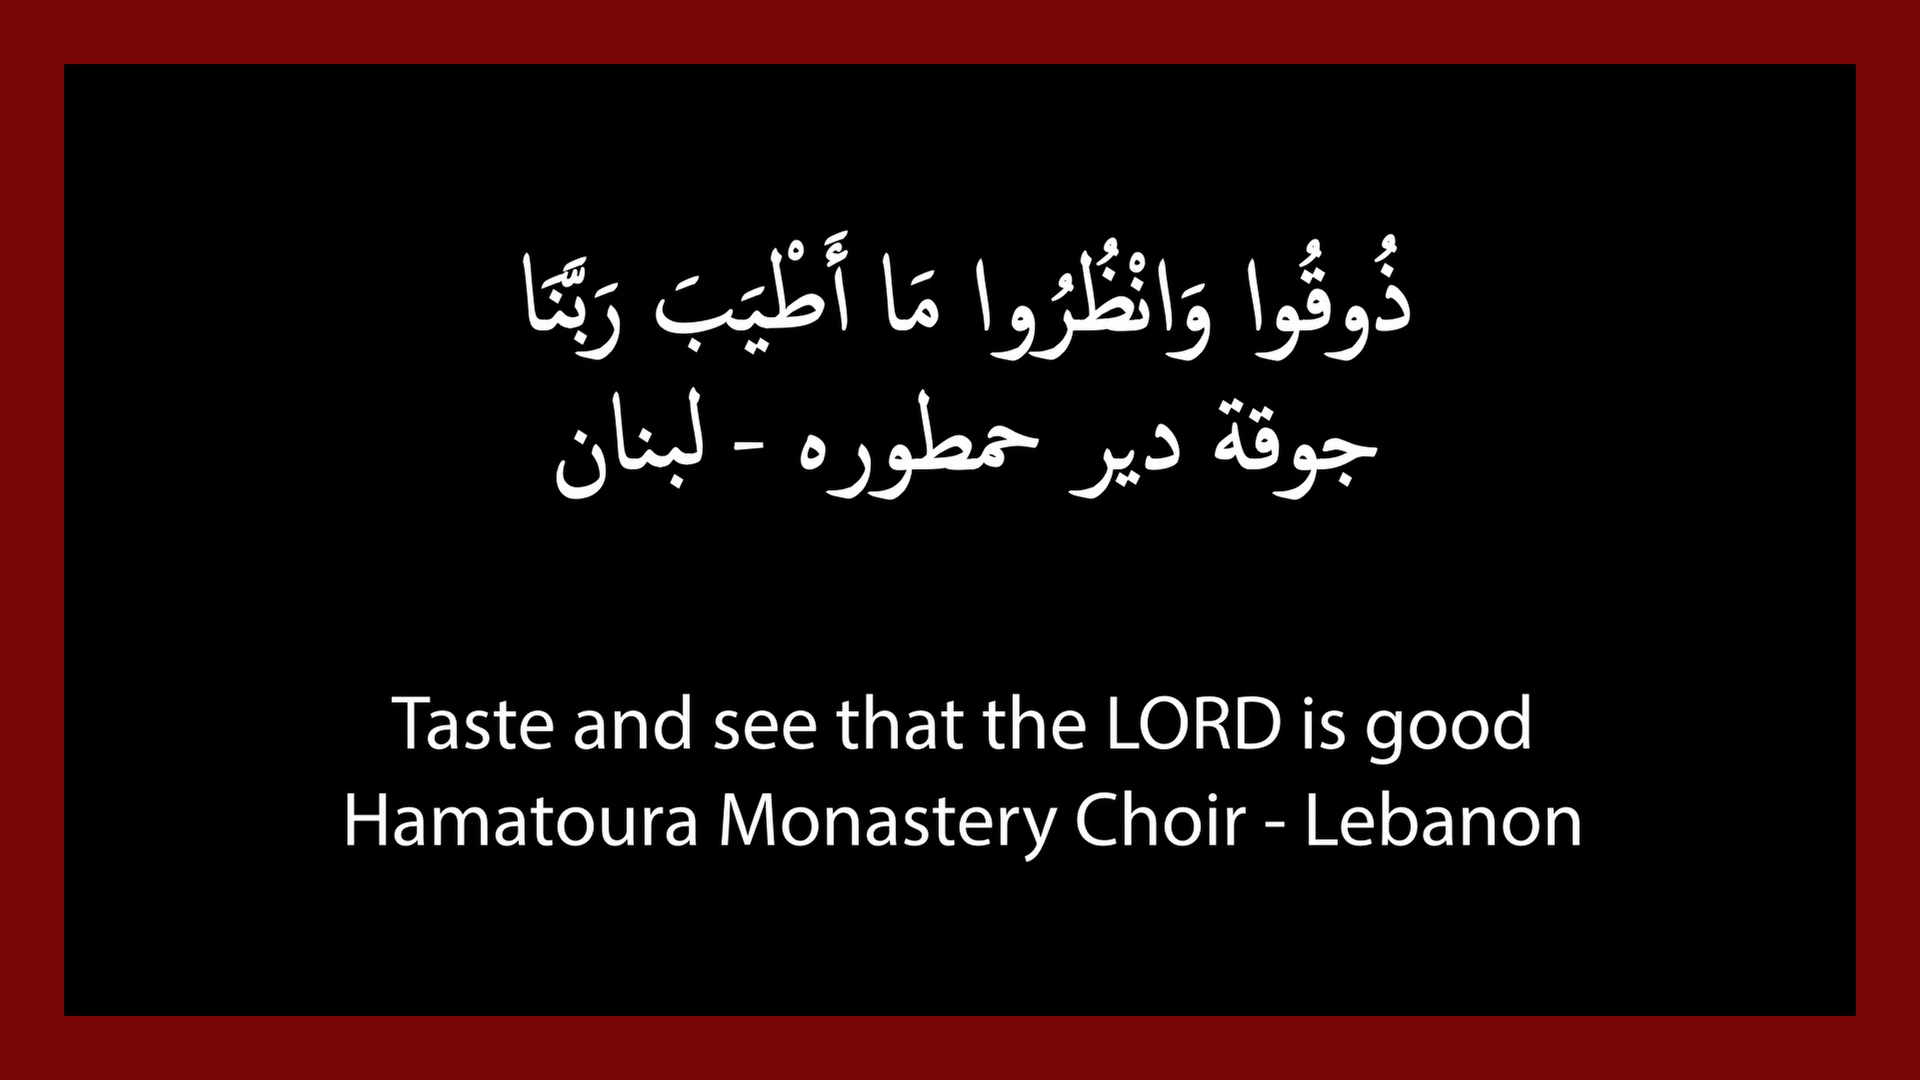 ذُوقُوا وَانْظُرُوا مَا أَطْيَبَ رَبَّنَا
جوقة دير حمطوره - لبنان
Taste and see that the LORD is good
Hamatoura Monastery Choir - Lebanon